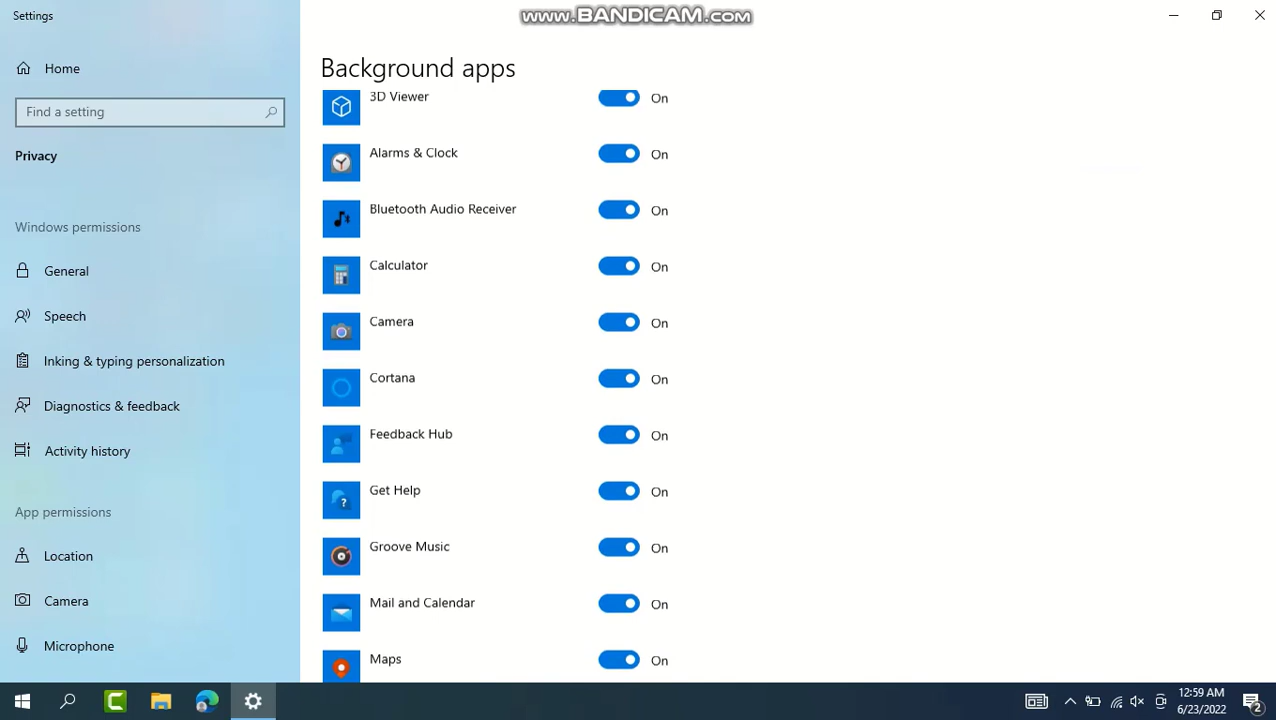 Settings
www.BANDICAM.com
Home
Find a setting
Privacy
Windows permissions
General
Speech
Inking & typing personalization
Diagnostics & feedback
Activity history
App permissions
Location
Camera
Microphone
Background apps
3D Viewer On
Alarms & Clock On
Bluetooth Audio Receiver On
Calculator On
Camera On
Cortana On
Feedback Hub On
Get Help On
Groove Music On
Mail and Calendar On
Maps On
12:59 AM
6/23/2022
2